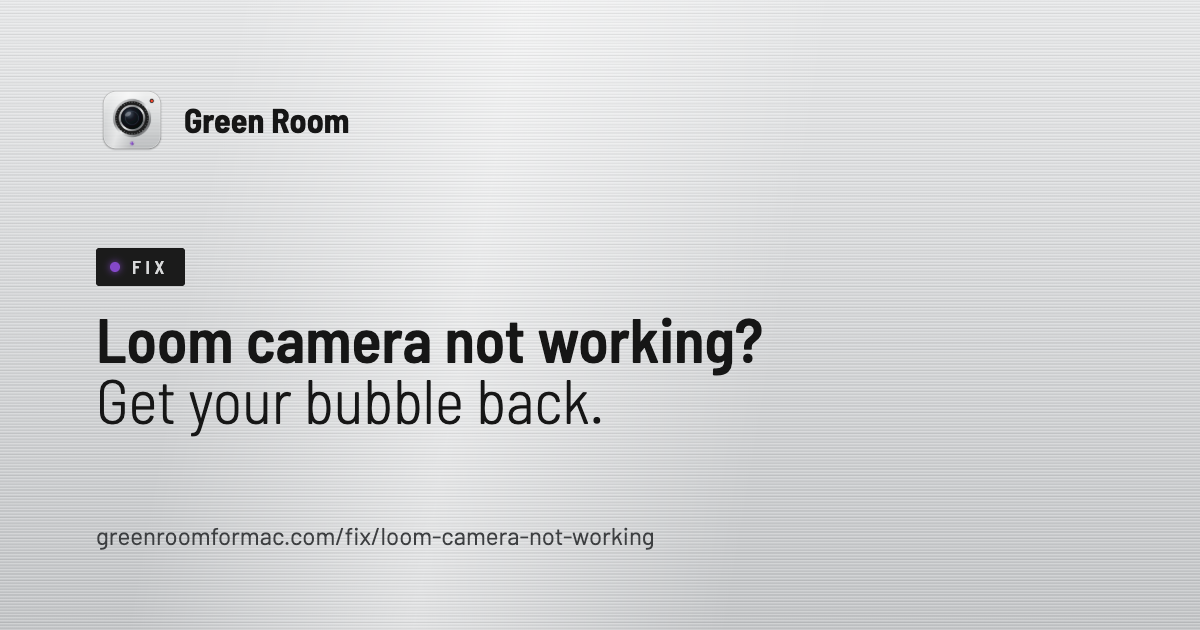 Green Room
FIX
Loom camera not working?
Get your bubble back.
greenroomformac.com/fix/loom-camera-not-working